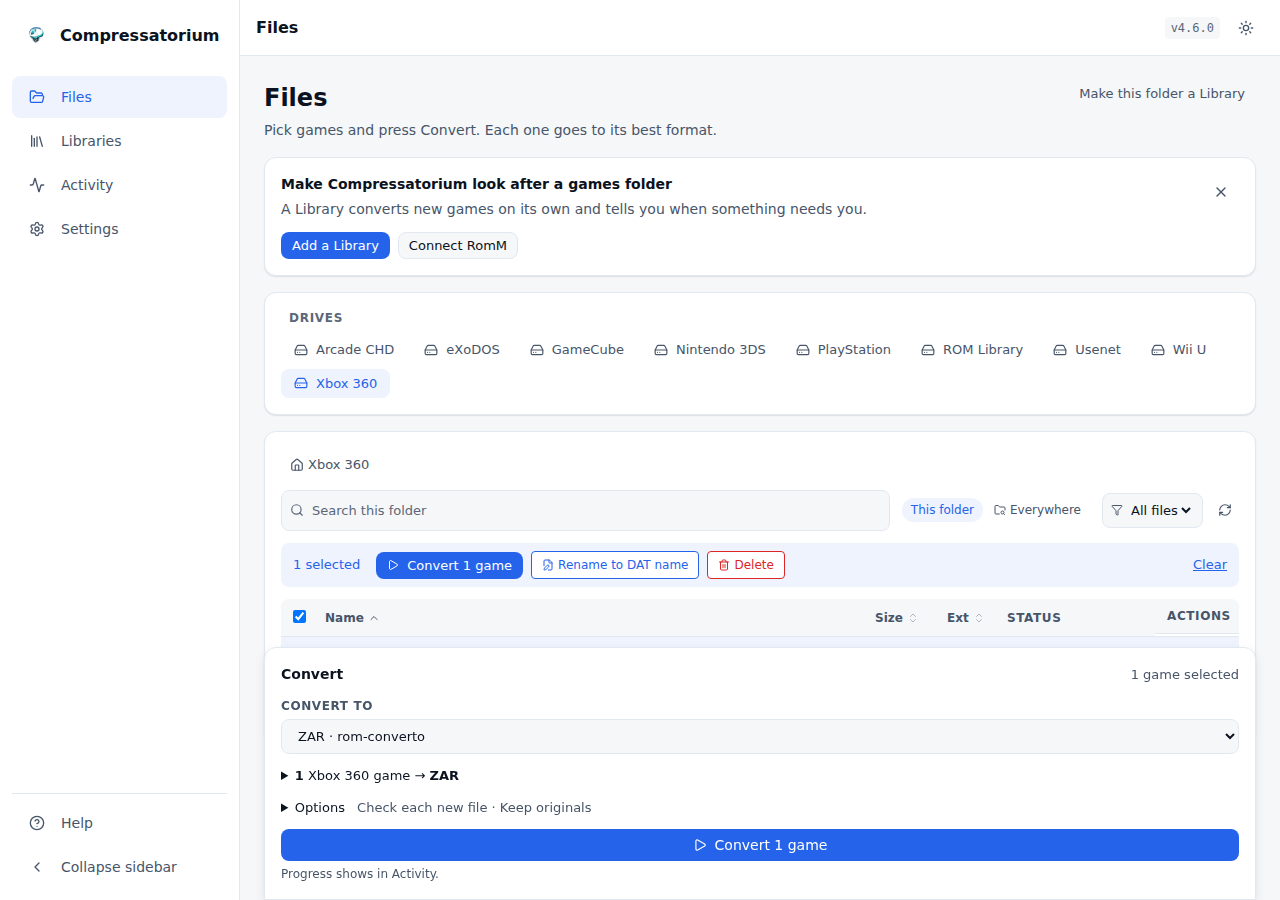 Compressatorium
Files
Libraries
Activity
Settings
Help
Collapse sidebar
Files
v4.6.0
Files
Make this folder a Library
Pick games and press Convert. Each one goes to its best format.
Make Compressatorium look after a games folder
A Library converts new games on its own and tells you when something needs you.
Add a Library
Connect RomM
DRIVES
Arcade CHD
eXoDOS
GameCube
Nintendo 3DS
PlayStation
ROM Library
Usenet
Wii U
Xbox 360
Xbox 360
Search this folder
This folder
Everywhere
All files
1 selected
Convert 1 game
Rename to DAT name
Delete
Clear
Name
Size
Ext
STATUS
ACTIONS
Convert
1 game selected
CONVERT TO
ZAR · rom-converto
1 Xbox 360 game → ZAR
Options Check each new file · Keep originals
Convert 1 game
Progress shows in Activity.